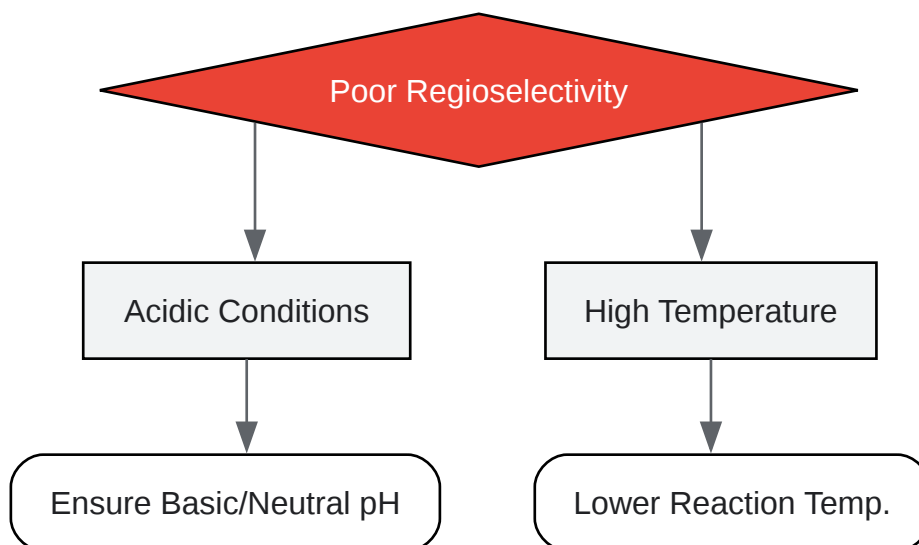 Poor Regioselectivity
Acidic Conditions
High Temperature
Ensure Basic/Neutral pH
Lower Reaction Temp.